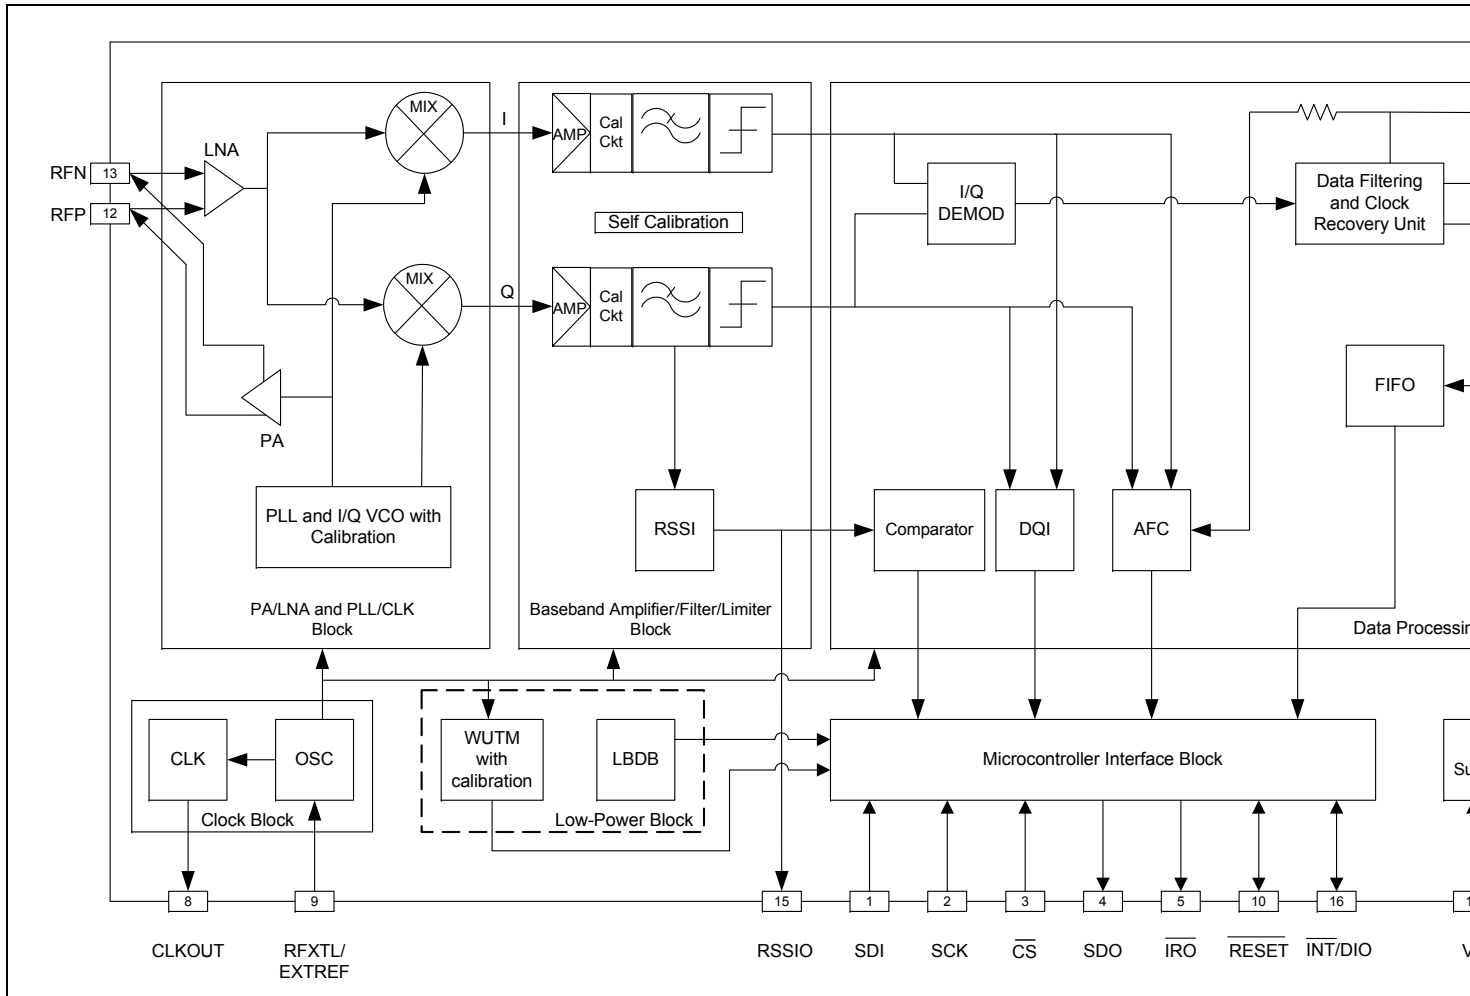 MIX
I
AMP
Cal
Ckt
LNA
RFN
13
RFP
12
I/Q
DEMOD
Data Filtering
and Clock
Recovery Unit
Self Calibration
MIX
Q
AMP
Cal
Ckt
FIFO
PA
PLL and I/Q VCO with
Calibration
RSSI
Comparator
DQI
AFC
PA/LNA and PLL/CLK
Block
Baseband Amplifier/Filter/Limiter
Block
Data Processin
CLK
OSC
Clock Block
WUTM
with
calibration
LBDB
Low-Power Block
Microcontroller Interface Block
Su
8
9
15
1
2
3
4
5
10
16
1
CLKOUT
RFXTL/
EXTREF
RSSIO
SDI
SCK
CS
SDO
IRO
RESET
INT/DIO
V